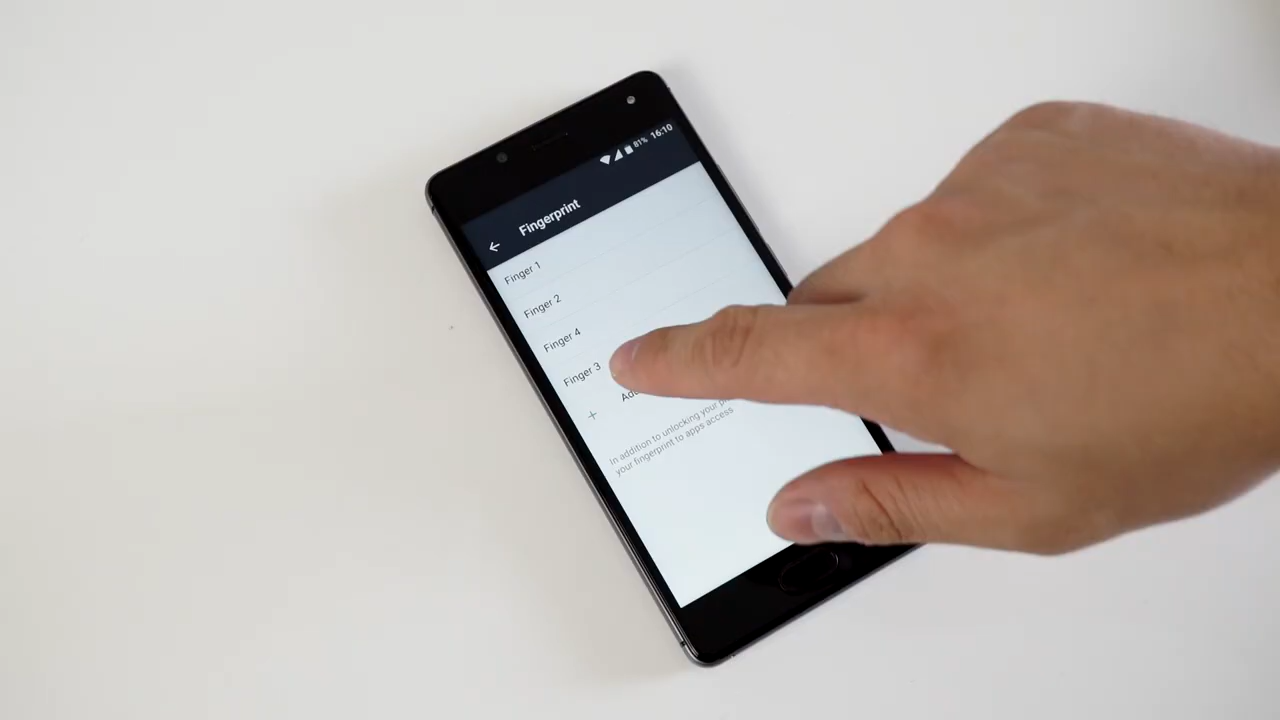 81% 16:10
Fingerprint
Finger 1
Finger 2
Finger 4
Finger 3
In addition to unlocking your
your fingerprint to apps access